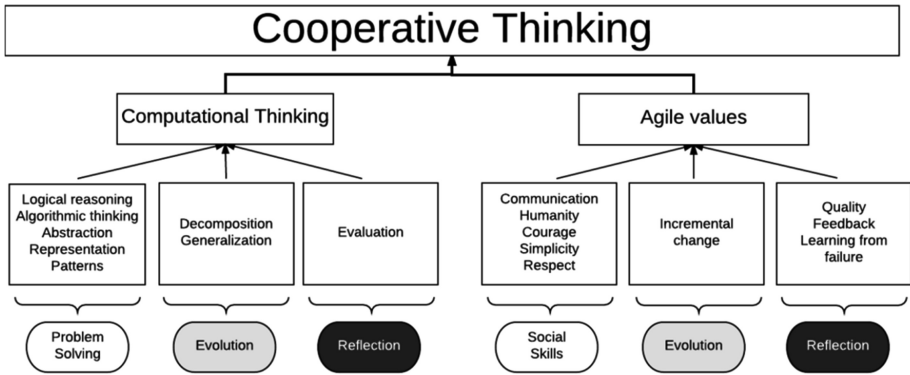 Cooperative Thinking
Computational Thinking
Agile values
Logical reasoning
Algorithmic thinking
Abstraction
Representation
Patterns
Decomposition
Generalization
Evaluation
Communication
Humanity
Courage
Simplicity
Respect
Incremental
change
Quality
Feedback
Learning from
failure
Problem
Solving
Evolution
Reflection
Social
Skills
Evolution
Reflection